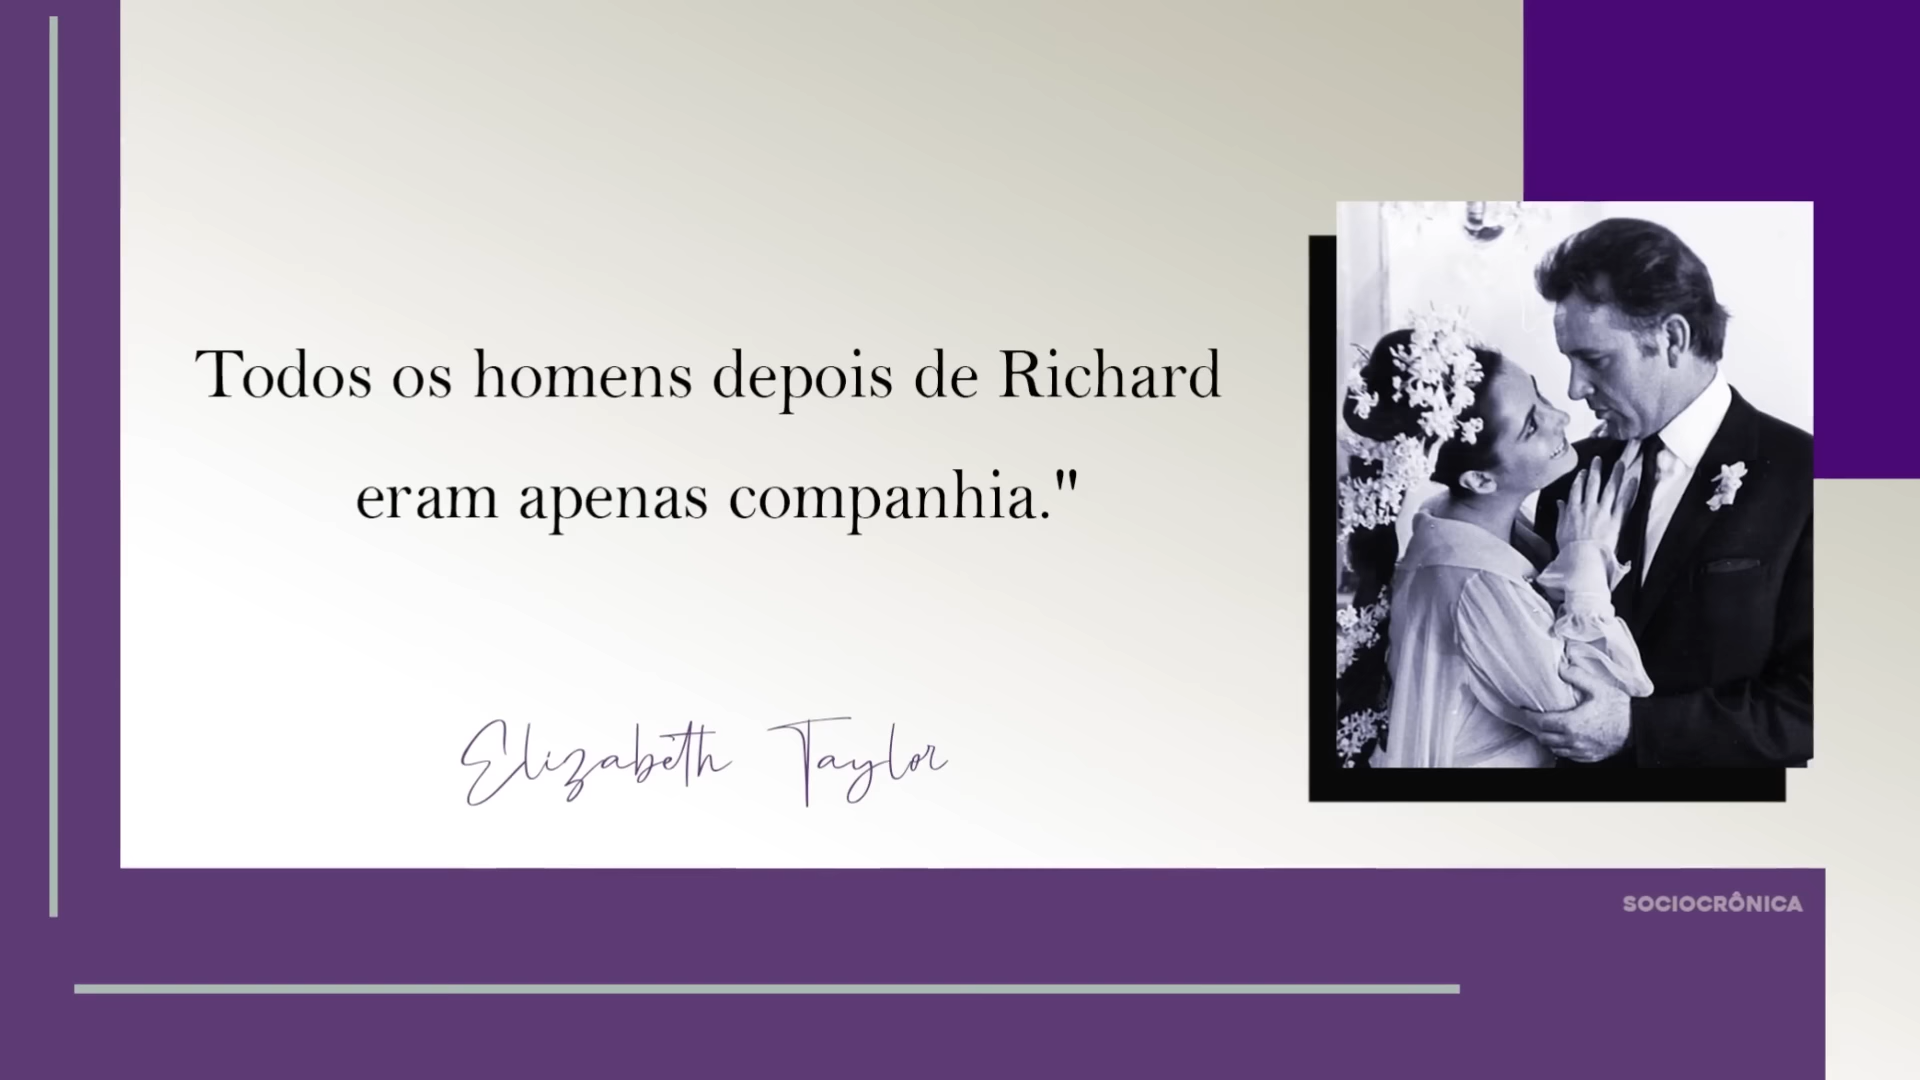 Todos os homens depois de Richard
eram apenas companhia."
Elizabeth Taylor
SOCIOCRÔNICA